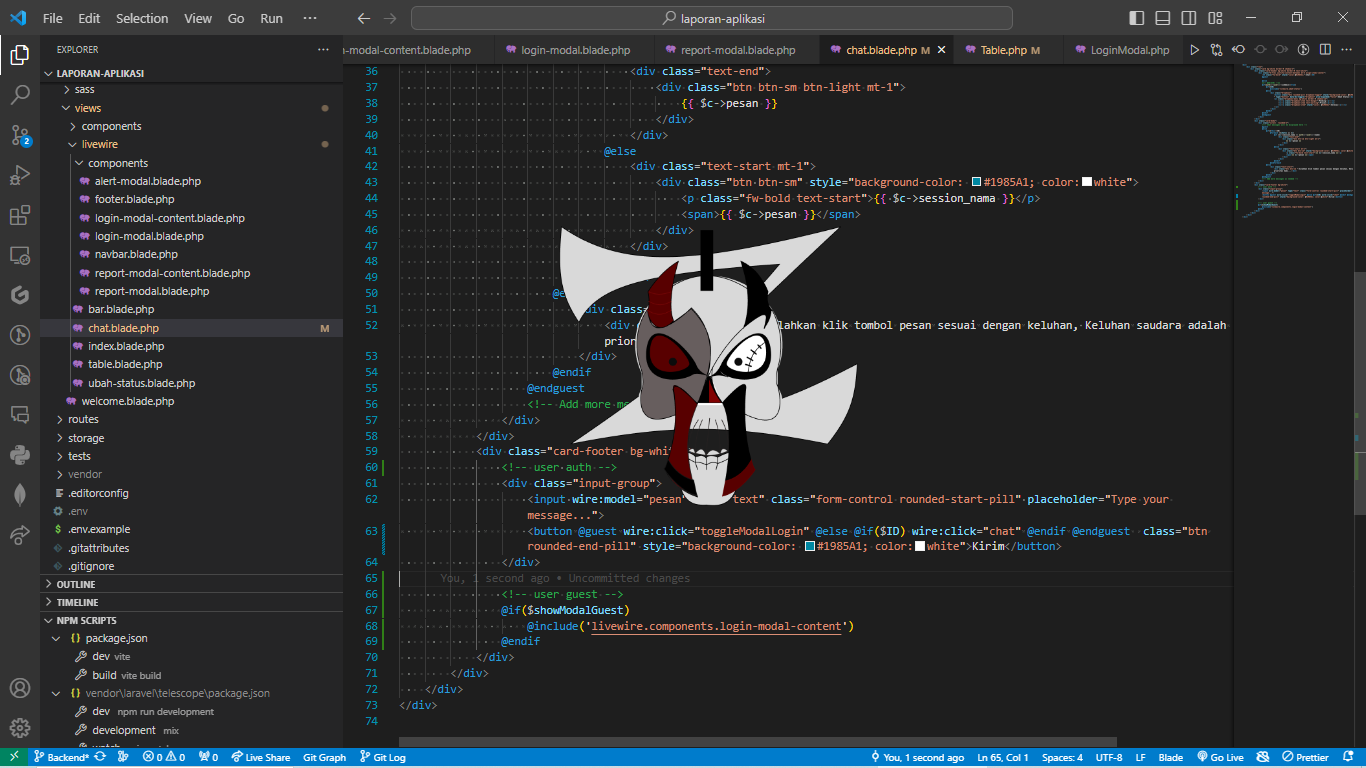 File Edit Selection View Go Run ··· laporan-aplikasi
EXPLORER ···
n-modal-content.blade.php login-modal.blade.php report-modal.blade.php chat.blade.php M Table.php M LoginModal.php
LAPORAN-APLIKASI
sass
views
components
livewire
components
alert-modal.blade.php
footer.blade.php
login-modal-content.blade.php
login-modal.blade.php
navbar.blade.php
report-modal-content.blade.php
report-modal.blade.php
bar.blade.php
chat.blade.php M
index.blade.php
table.blade.php
ubah-status.blade.php
welcome.blade.php
routes
storage
tests
vendor
.editorconfig
.env
.env.example
.gitattributes
.gitignore
OUTLINE
TIMELINE
NPM SCRIPTS
package.json
dev vite
build vite build
vendor\laravel\telescope\package.json
dev npm run development
development mix
2
36 <div class="text-end">
37 <div class="btn btn-sm btn-light mt-1">
38 {{ $c->pesan }}
39 </div>
40 </div>
41 @else
42 <div class="text-start mt-1">
43 <div class="btn btn-sm" style="background-color: #1985A1; color: white">
44 <p class="fw-bold text-start">{{ $c->session_nama }}</p>
45 <span>{{ $c->pesan }}</span>
46 </div>
47 </div>
48
49
50
51 clas
52 <div lahkan klik tombol pesan sesuai dengan keluhan, Keluhan saudara adalah
prior
53 </div>
54 @endif
55 @endguest
56 <!-- Add more me
57 </div>
58 </div>
59 <div class="card-footer bg-whi
60 <!-- user auth -->
61 <div class="input-group">
62 <input wire:model="pesan" text" class="form-control rounded-start-pill" placeholder="Type your
message...">
63 <button @guest wire:click="toggleModalLogin" @else @if($ID) wire:click="chat" @endif @endguest class="btn
rounded-end-pill" style="background-color: #1985A1; color: white">Kirim</button>
64 </div>
65 You, 1 second ago • Uncommitted changes
66 <!-- user guest -->
67 @if($showModalGuest)
68 @include('livewire.components.login-modal-content')
69 @endif
70 </div>
71 </div>
72 </div>
73 </div>
74
Backend* 0 0 0 Live Share Git Graph Git Log You, 1 second ago Ln 65, Col 1 Spaces: 4 UTF-8 LF Blade Go Live Prettier